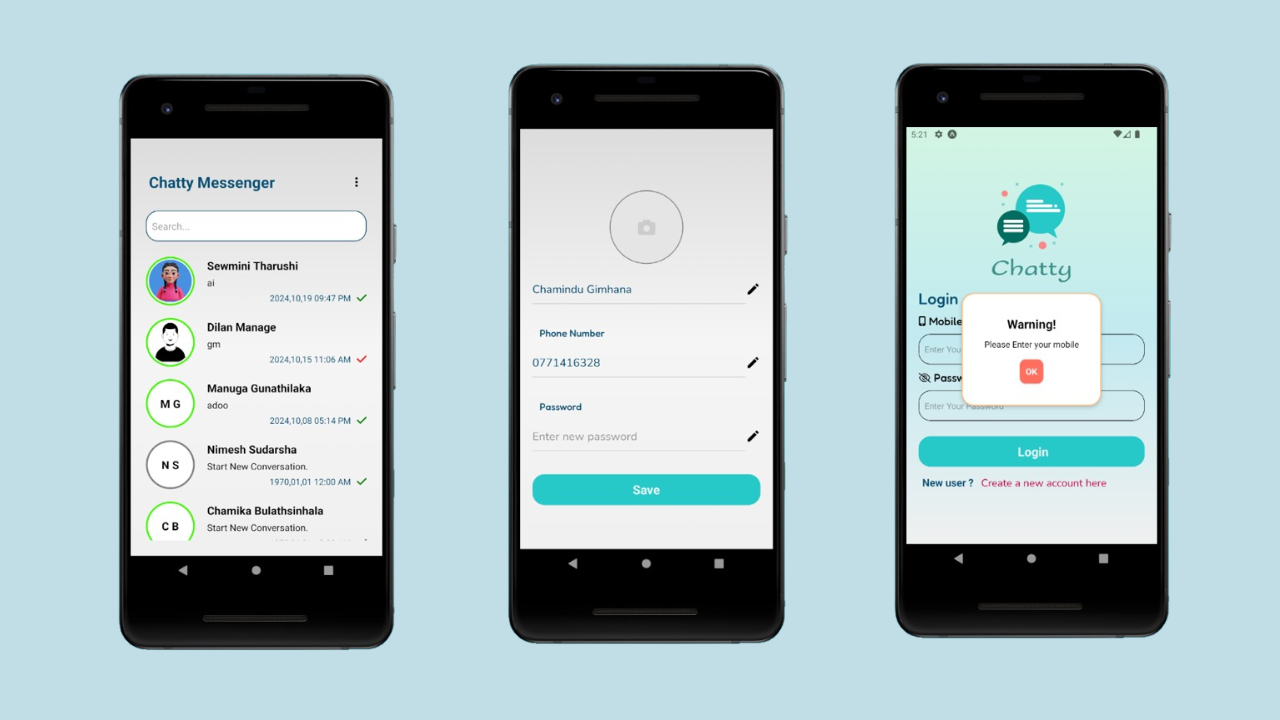 Chatty Messenger
Search...
Sewmini Tharushi
ai
2024,10,19 09:47 PM
Dilan Manage
gm
2024,10,15 11:06 AM
M G
Manuga Gunathilaka
adoo
2024,10,08 05:14 PM
N S
Nimesh Sudarsha
Start New Conversation.
1970,01,01 12:00 AM
C B
Chamika Bulathsinhala
Start New Conversation.
Chamindu Gimhana
Phone Number
0771416328
Password
Enter new password
Save
5:21
Chatty
Login
Mobile
Enter You
Warning!
Please Enter your mobile
OK
Passw
Enter Your Password
Login
New user ? Create a new account here